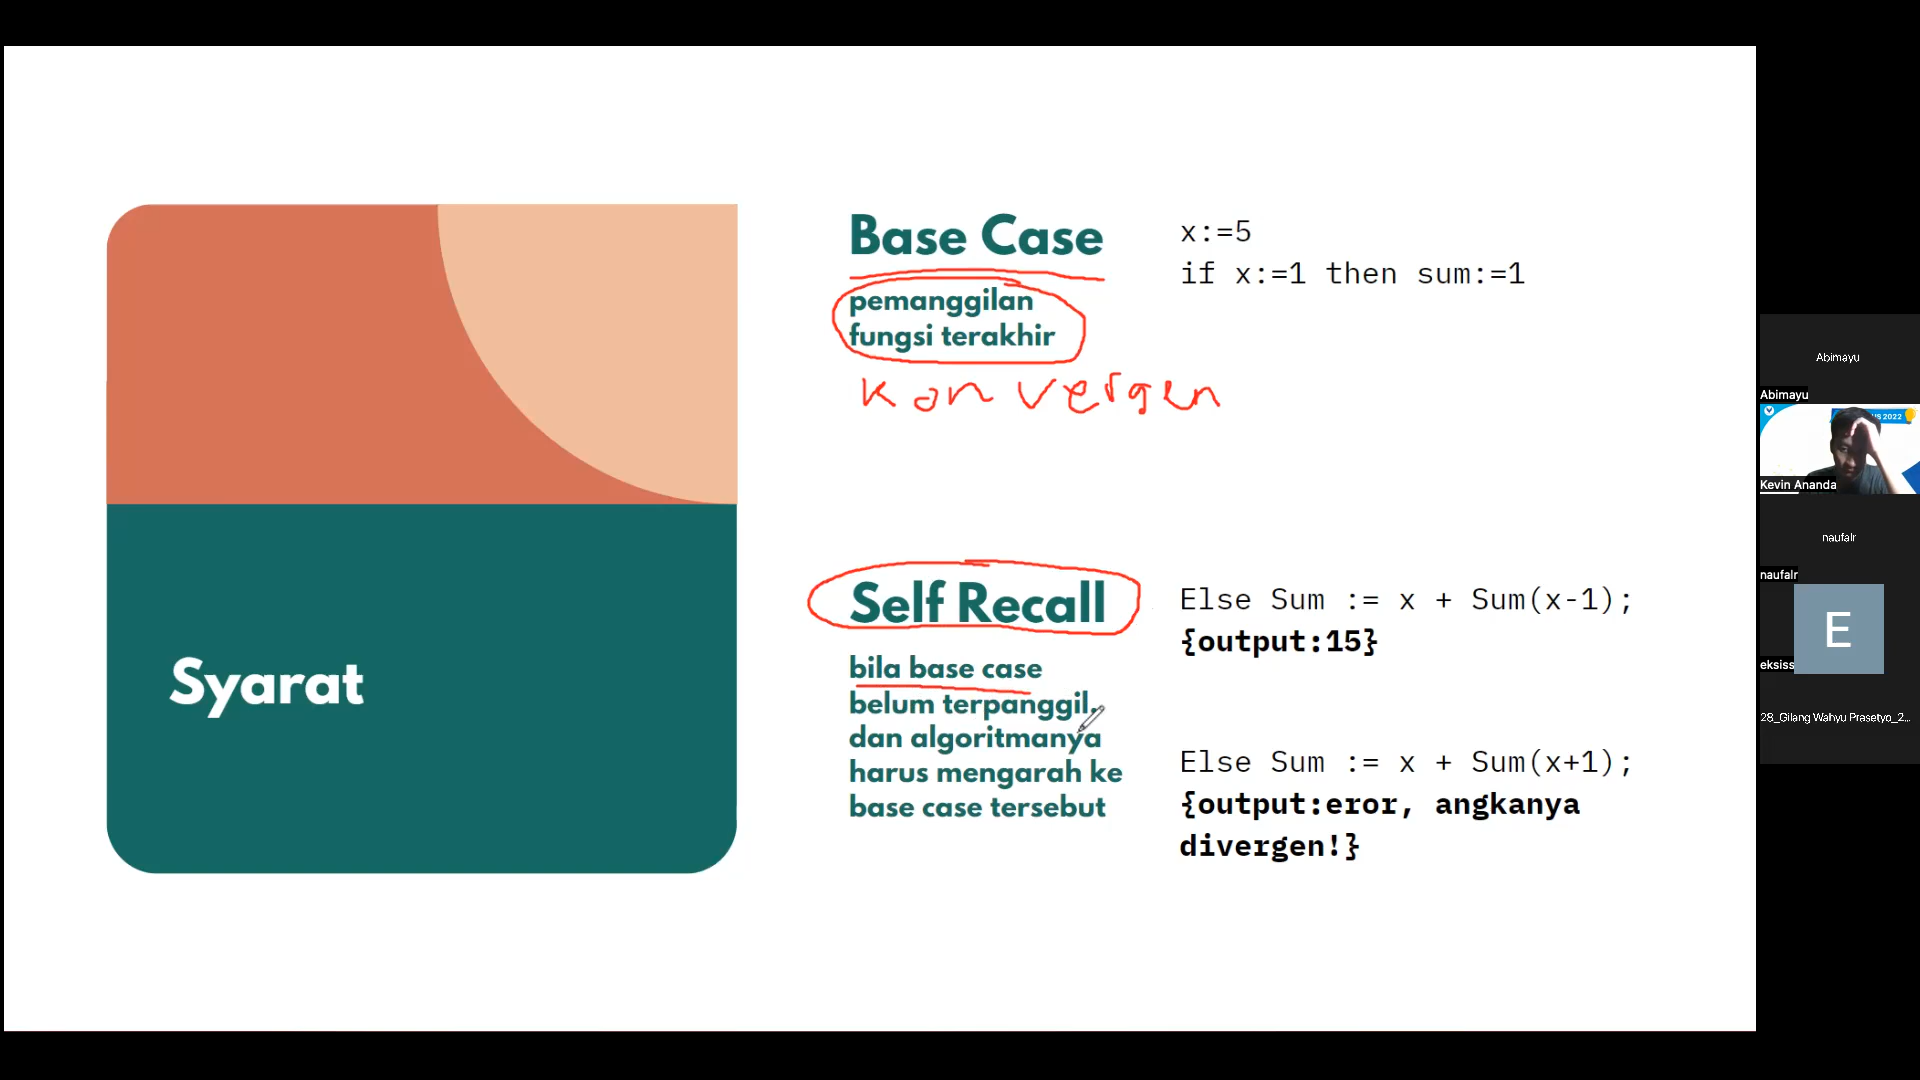 Syarat
Base Case
pemanggilan
fungsi terakhir
Konvergen
x:=5
if x:=1 then sum:=1
Self Recall
bila base case
belum terpanggil,
dan algoritmanya
harus mengarah ke
base case tersebut
Else Sum := x + Sum(x-1);
{output:15}
Else Sum := x + Sum(x+1);
{output:eror, angkanya
divergen!}
Abimayu
Abimayu
S 2022
Kevin Ananda
naufalr
naufalr
E
eksiss
28_Gilang Wahyu Prasetyo_2...